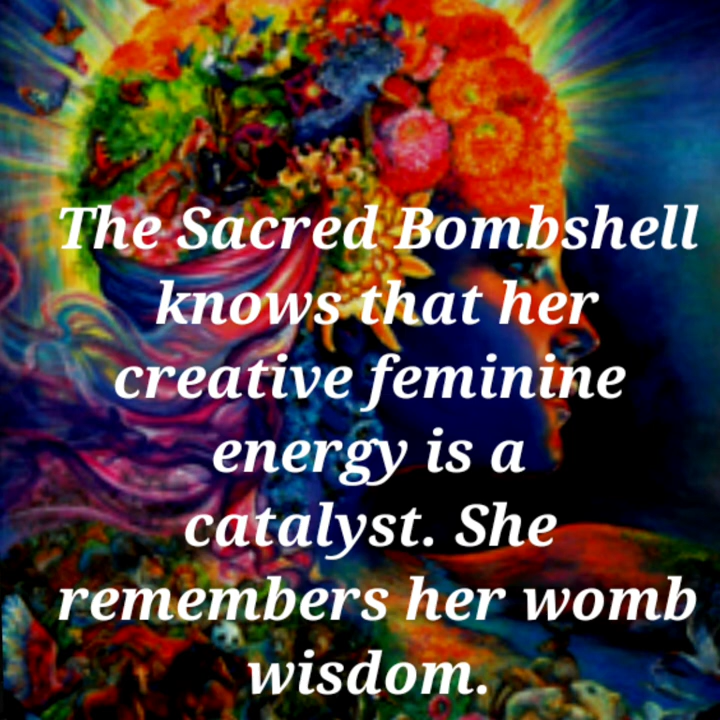 The Sacred Bombshell
knows that her
creative feminine
energy is a
catalyst. She
remembers her womb
wisdom.